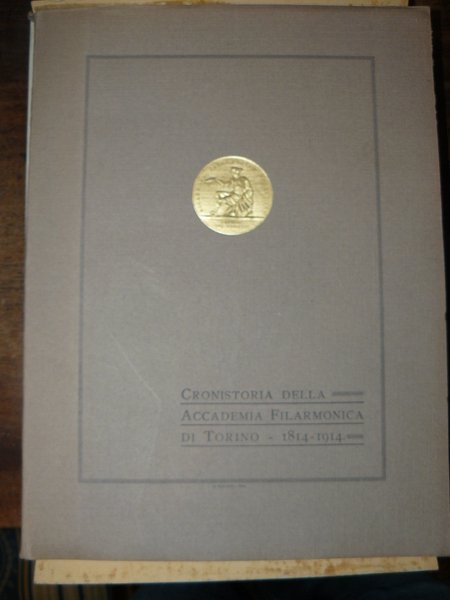 CRONISTORIA DELLA
ACCADEMIA FILARMONICA
DI TORINO - 1814-1914